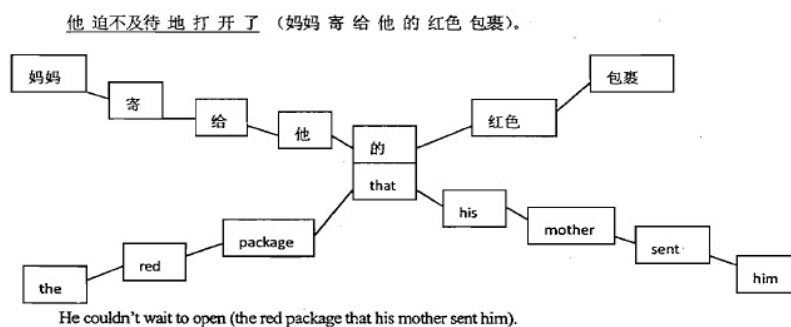 他 迫不及待 地 打 开 了 (妈妈 寄 给 他 的 红色 包裹)。
妈妈
寄
给
他
的
红色
包裹
the
red
package
that
his
mother
sent
him
He couldn't wait to open (the red package that his mother sent him).